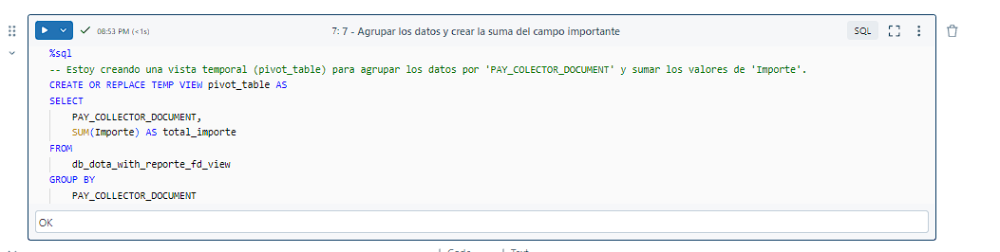 08:53 PM (<1s)
7: 7 - Agrupar los datos y crear la suma del campo importante
SQL
%sql
-- Estoy creando una vista temporal (pivot_table) para agrupar los datos por 'PAY_COLECTOR_DOCUMENT' y sumar los valores de 'Importe'.
CREATE OR REPLACE TEMP VIEW pivot_table AS
SELECT
PAY_COLLECTOR_DOCUMENT,
SUM(Importe) AS total_importe
FROM
db_dota_with_reporte_fd_view
GROUP BY
PAY_COLLECTOR_DOCUMENT
OK